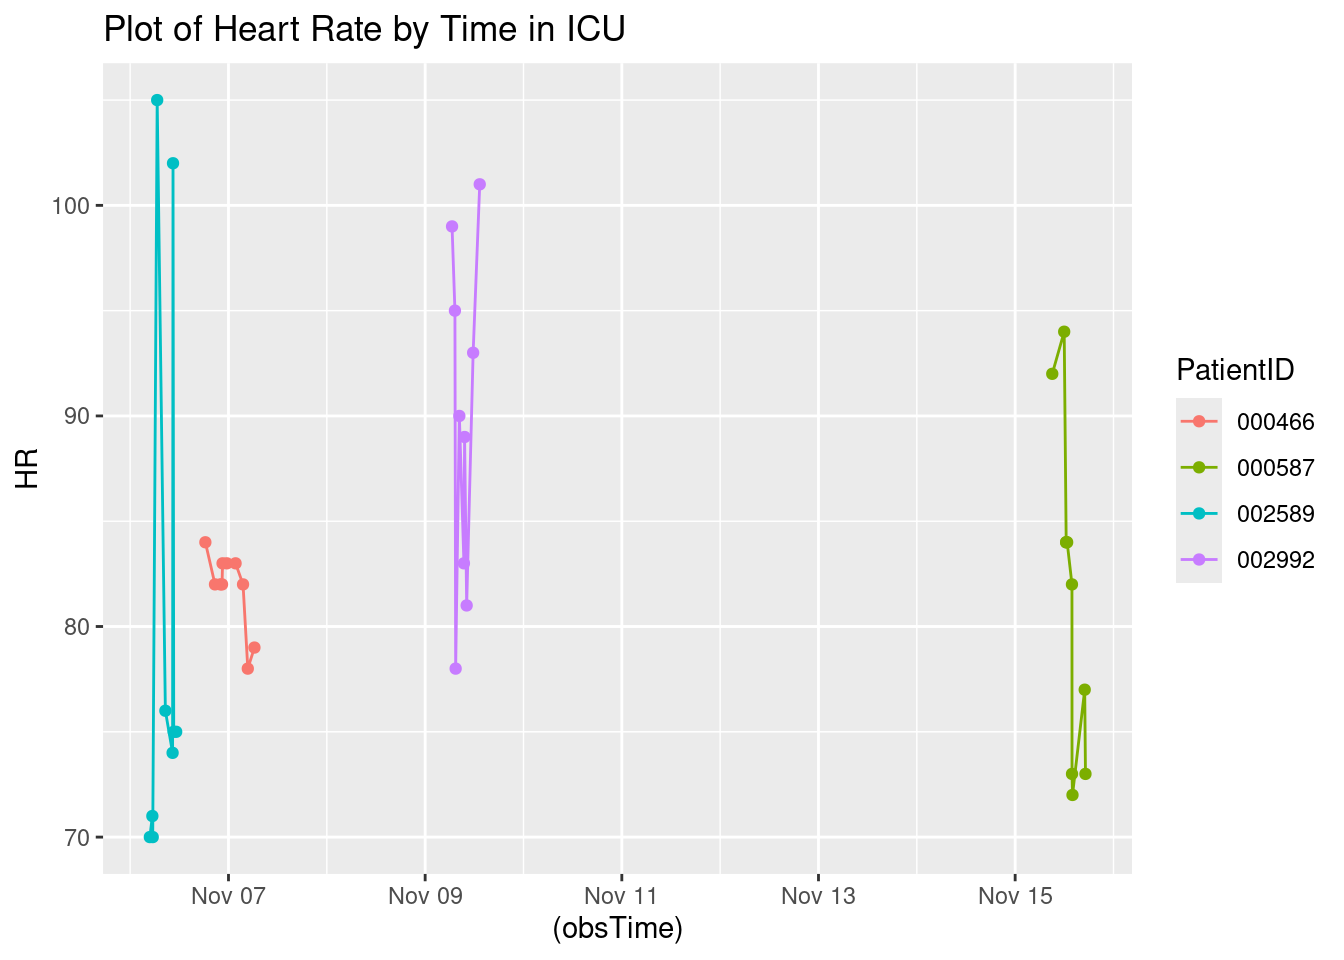 Plot of Heart Rate by Time in ICU
HR
100
90
80
70
Nov 07
Nov 09
Nov 11
Nov 13
Nov 15
(obsTime)
PatientID
000466
000587
002589
002992